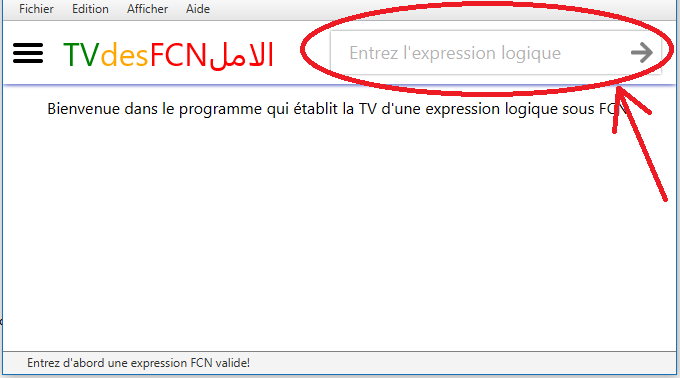 Fichier Edition Afficher Aide
TVdesFCNالامل Entrez l'expression logique
Bienvenue dans le programme qui établit la TV d'une expression logique sous FCN
Entrez d'abord une expression FCN valide!